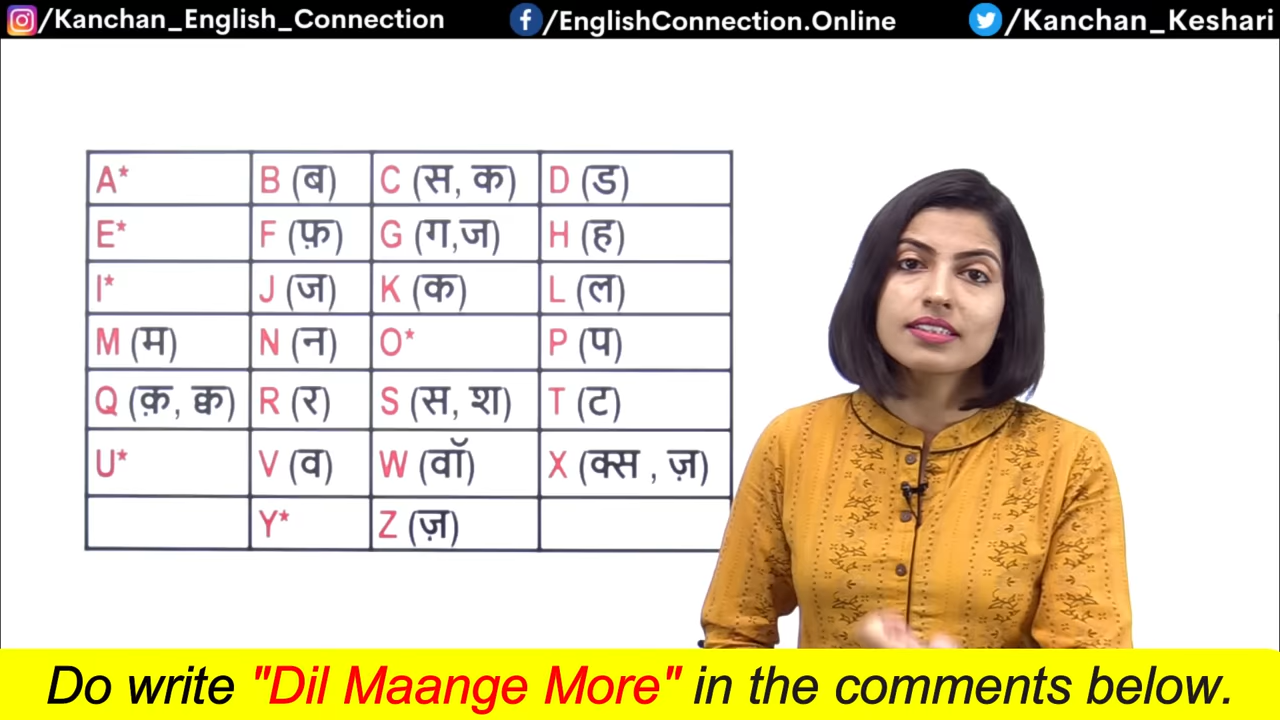 /Kanchan_English_Connection /EnglishConnection.Online /Kanchan_Keshari
A* B (ब) C (स, क) D (ड)
E* F (फ़) G (ग,ज) H (ह)
I* J (ज) K (क) L (ल)
M (म) N (न) O* P (प)
Q (क़, क्व) R (र) S (स, श) T (ट)
U* V (व) W (वॉ) X (क्स , ज़)
Y* Z (ज़)
Do write "Dil Maange More" in the comments below.